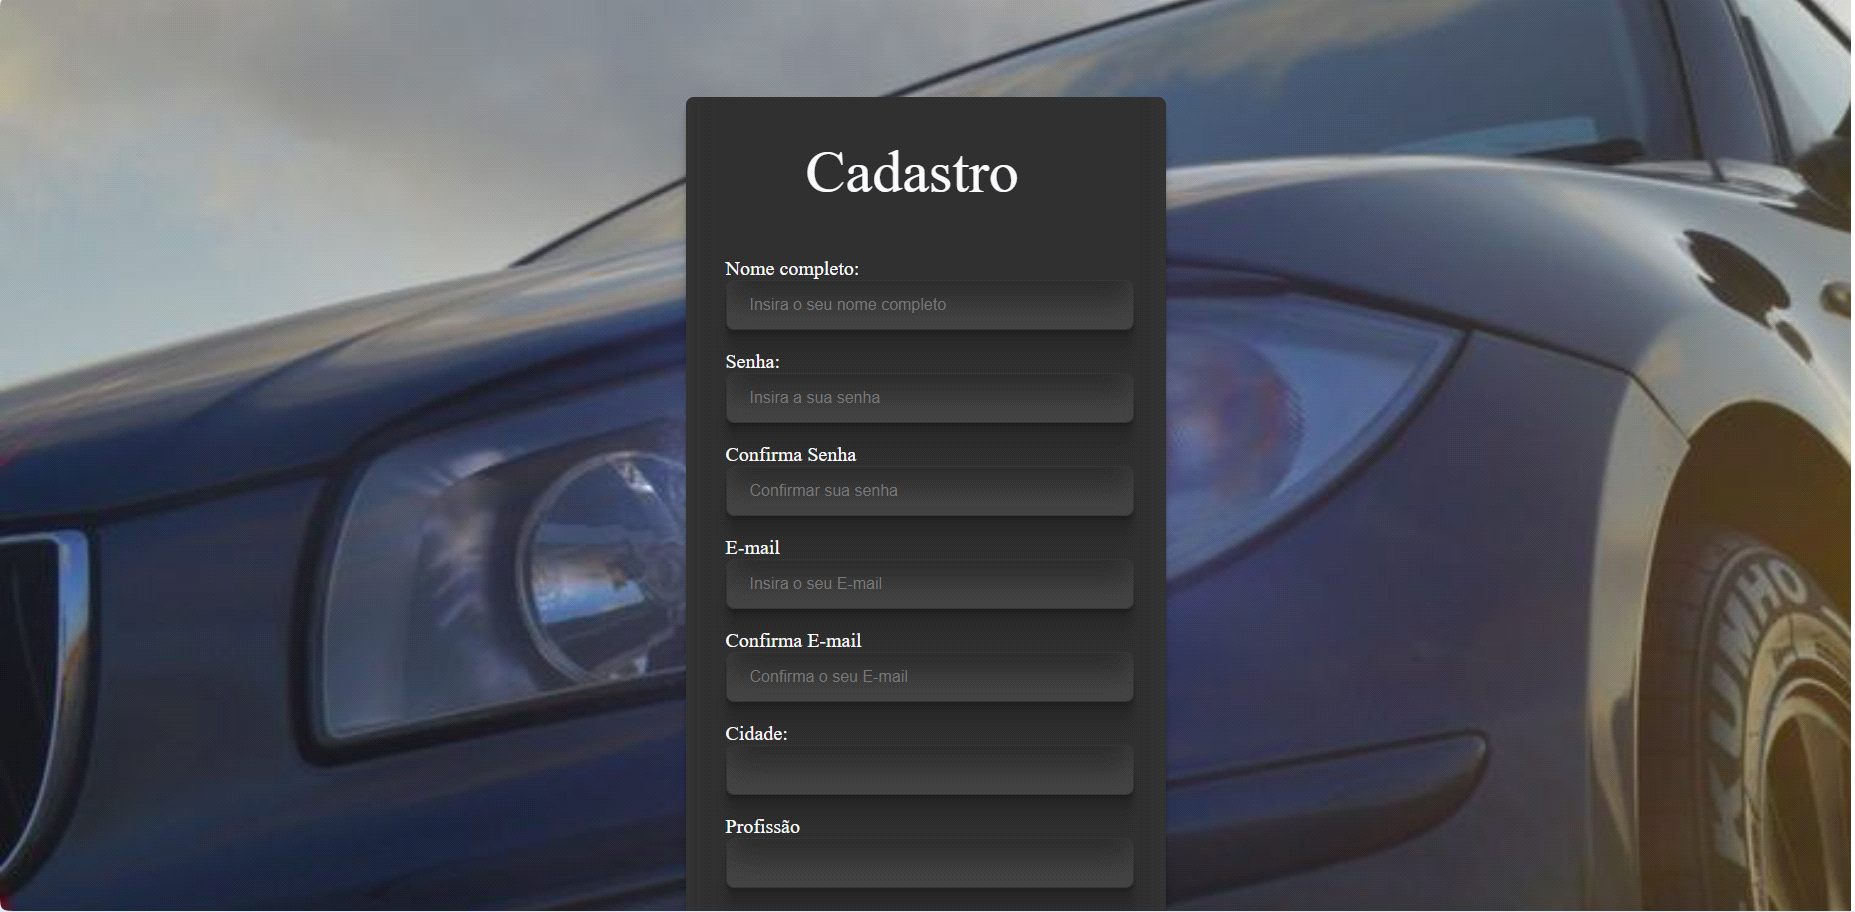 Cadastro
Nome completo:
Insira o seu nome completo
Senha:
Insira a sua senha
Confirma Senha
Confirmar sua senha
E-mail
Insira o seu E-mail
Confirma E-mail
Confirma o seu E-mail
Cidade:
Profissão
KUMHO